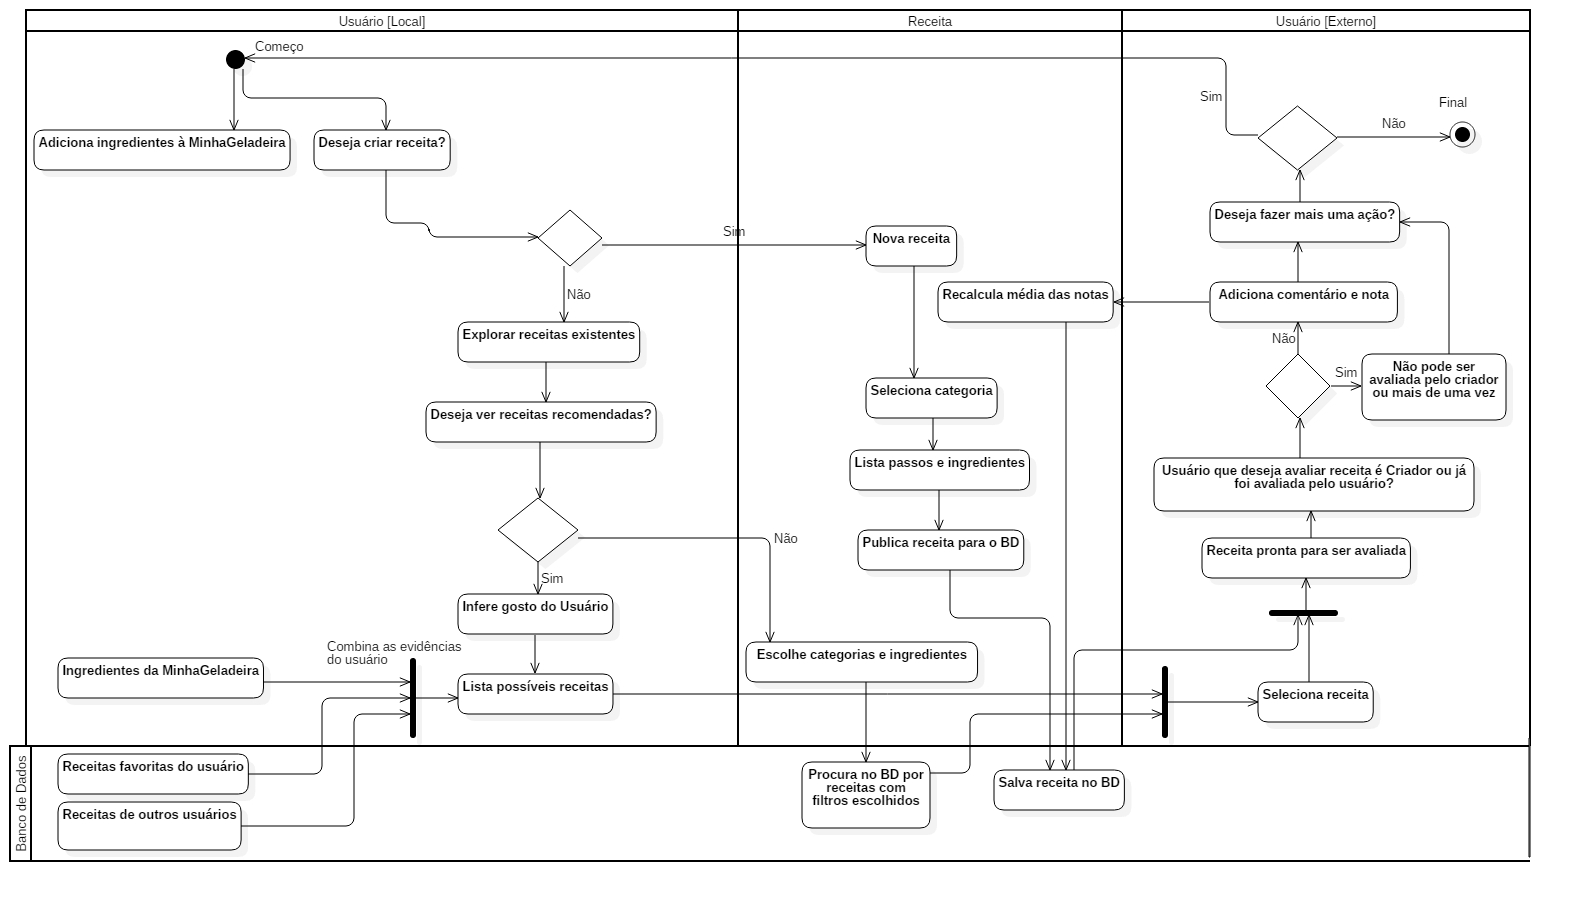 Usuário [Local]
Receita
Usuário [Externo]
Começo
Adiciona ingredientes à MinhaGeladeira
Deseja criar receita?
Sim
Não
Explorar receitas existentes
Deseja ver receitas recomendadas?
Não
Sim
Infere gosto do Usuário
Combina as evidências
do usuário
Ingredientes da MinhaGeladeira
Lista possíveis receitas
Nova receita
Recalcula média das notas
Seleciona categoria
Lista passos e ingredientes
Publica receita para o BD
Escolhe categorias e ingredientes
Sim
Não
Final
Deseja fazer mais uma ação?
Adiciona comentário e nota
Não
Sim
Não pode ser
avaliada pelo criador
ou mais de uma vez
Usuário que deseja avaliar receita é Criador ou já
foi avaliada pelo usuário?
Receita pronta para ser avaliada
Seleciona receita
Banco de Dados
Receitas favoritas do usuário
Receitas de outros usuários
Procura no BD por
receitas com
filtros escolhidos
Salva receita no BD